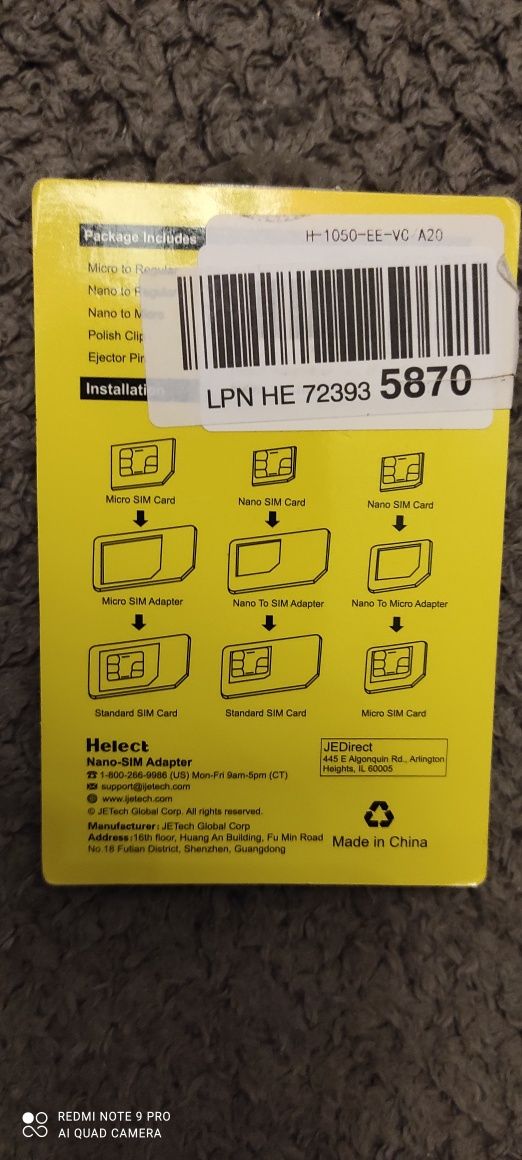 Package Includes
H-1050-EE-VC A20
Micro to Regular
Nano to Regular
Nano to Micro
Polish Clip
Ejector Pin
Installation
LPN HE 72393 5870
Micro SIM Card
Nano SIM Card
Nano SIM Card
Micro SIM Adapter
Nano To SIM Adapter
Nano To Micro Adapter
Standard SIM Card
Standard SIM Card
Micro SIM Card
Helect
Nano-SIM Adapter
1-800-266-9986 (US) Mon-Fri 9am-5pm (CT)
support@ijetech.com
www.ijetech.com
© JETech Global Corp. All rights reserved.
Manufacturer: JETech Global Corp
Address:16th floor, Huang An Building, Fu Min Road
No.18 Futian District, Shenzhen, Guangdong
JEDirect
445 E Algonquin Rd., Arlington
Heights, IL 60005
Made in China
REDMI NOTE 9 PRO
AI QUAD CAMERA